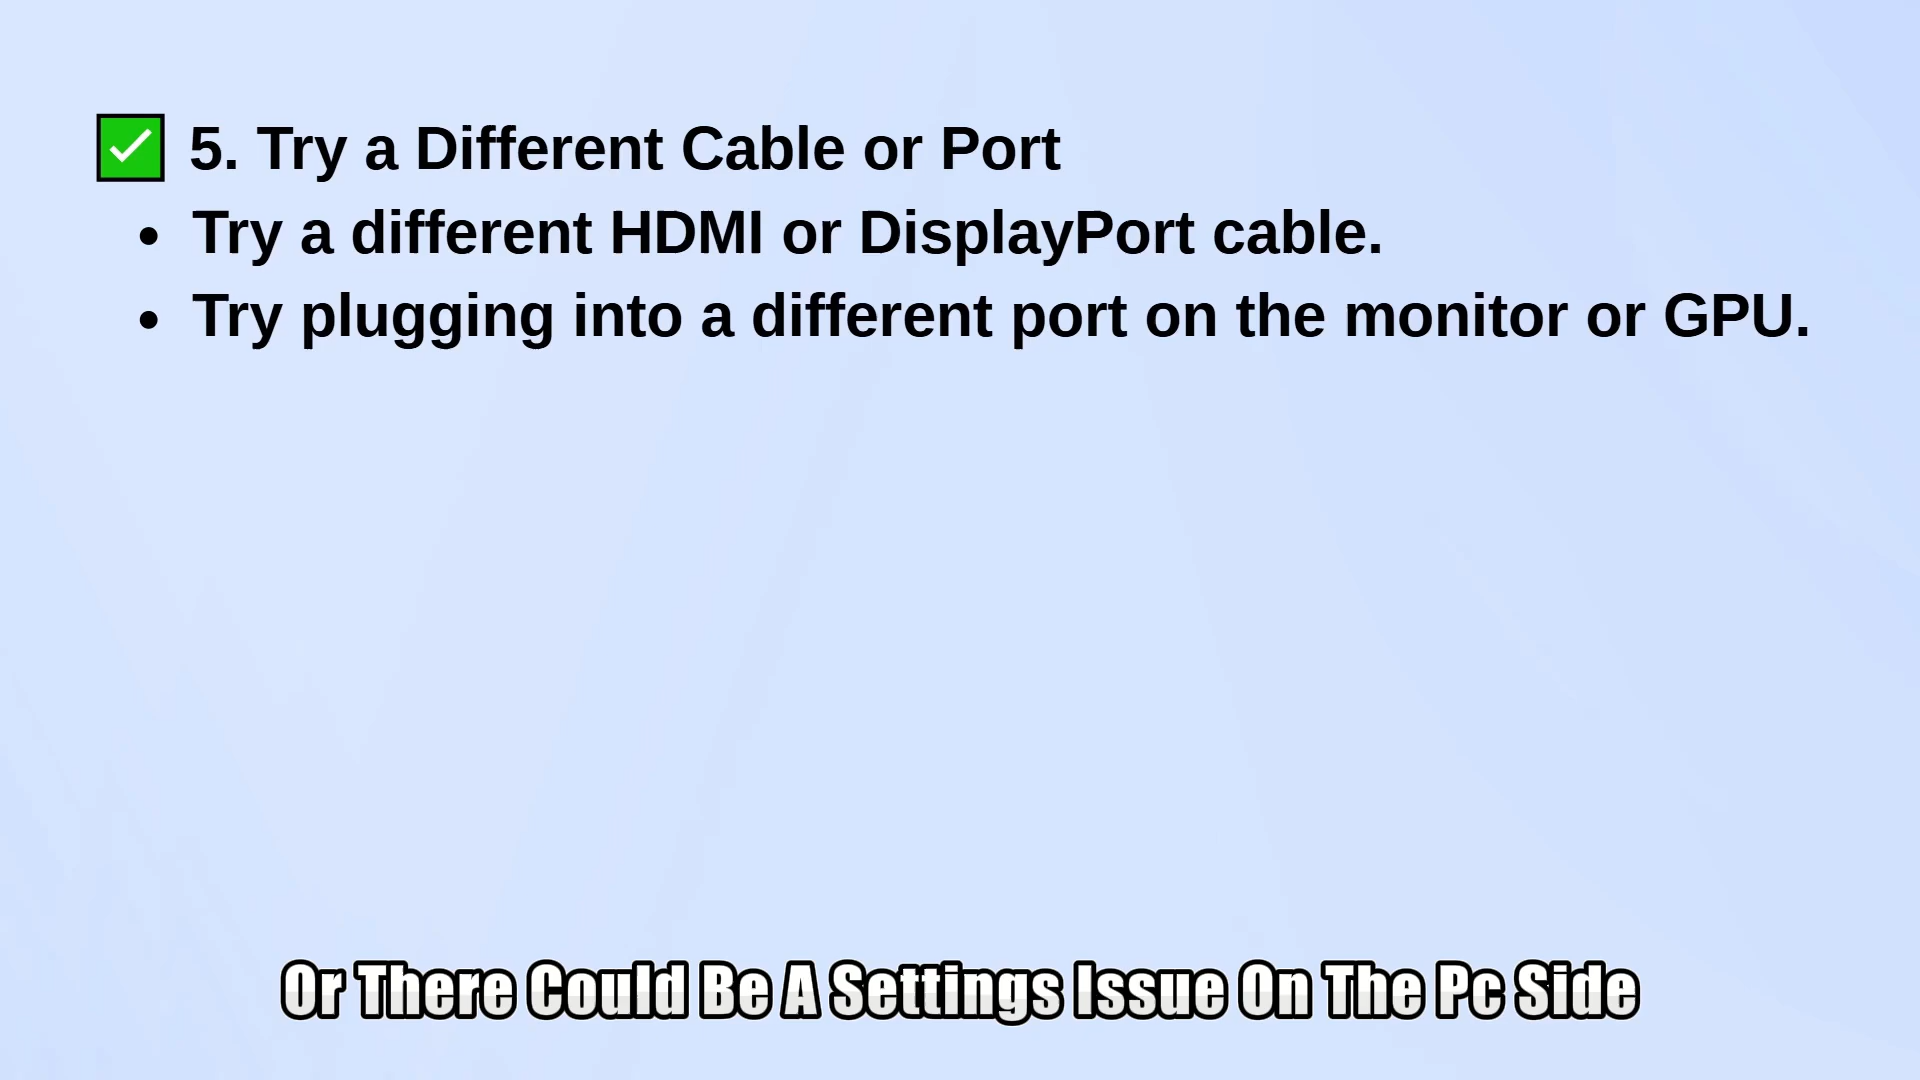 ✅ 5. Try a Different Cable or Port
• Try a different HDMI or DisplayPort cable.
• Try plugging into a different port on the monitor or GPU.
Or There Could Be A Settings Issue On The Pc Side